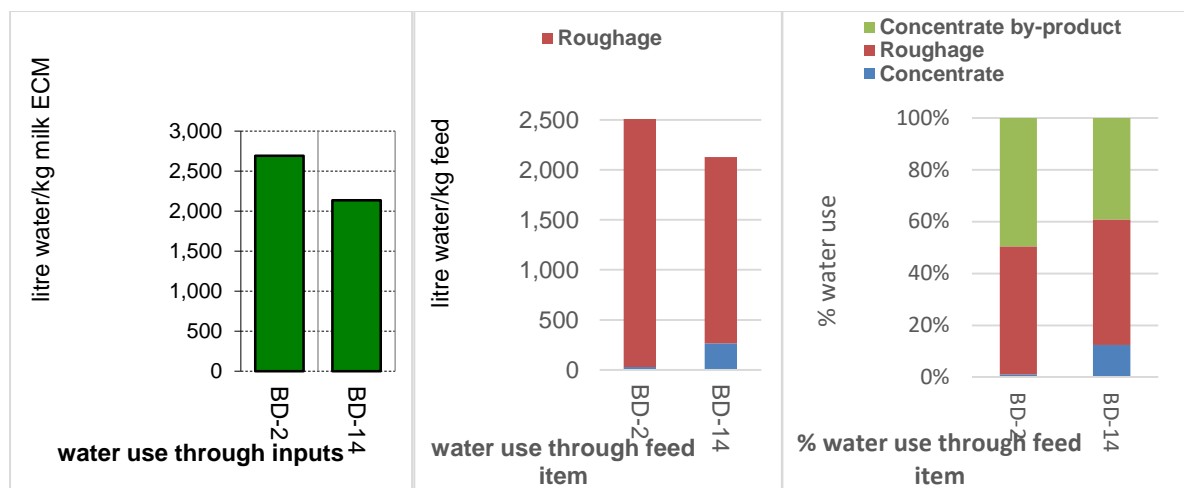 litre water/kg milk ECM
3,000
2,500
2,000
1,500
1,000
500
0
BD-2
BD-14
water use through inputs
Roughage
litre water/kg feed
2,500
2,000
1,500
1,000
500
0
BD-2
BD-14
water use through feed
item
Concentrate by-product
Roughage
Concentrate
% water use
100%
80%
60%
40%
20%
0%
BD-2
BD-14
% water use through feed
item